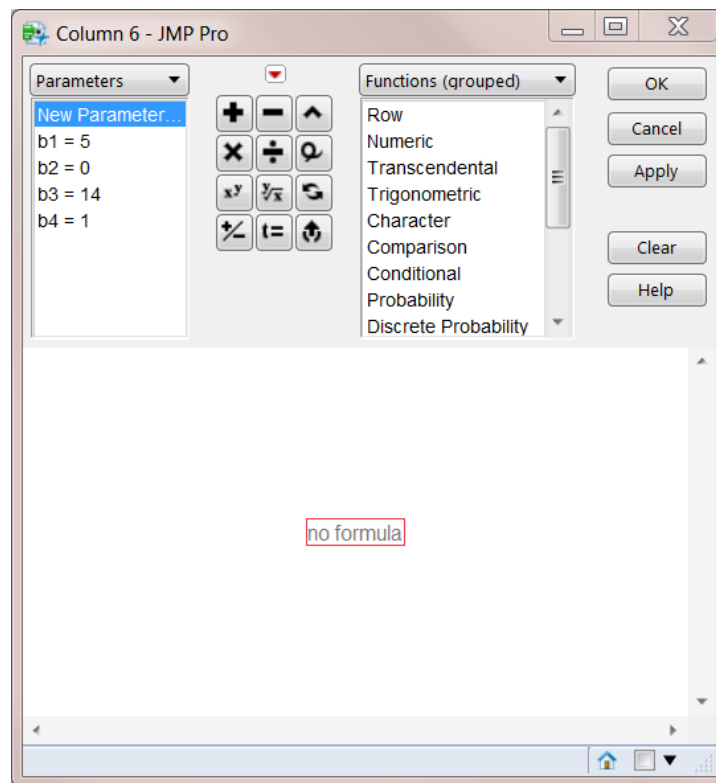 Column 6 - JMP Pro
Parameters
New Parameter...
b1 = 5
b2 = 0
b3 = 14
b4 = 1
t=
Functions (grouped)
Row
Numeric
Transcendental
Trigonometric
Character
Comparison
Conditional
Probability
Discrete Probability
OK
Cancel
Apply
Clear
Help
no formula